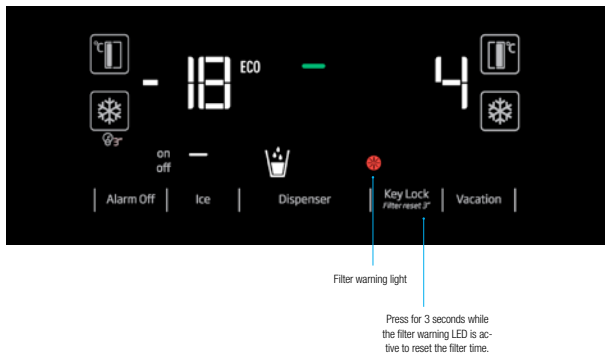 °C
°C
- 18
ECO
4
3"
on
off
Alarm Off
Ice
Dispenser
Key Lock
Filter reset 3"
Vacation
Filter warning light
Press for 3 seconds while
the filter warning LED is ac-
tive to reset the filter time.